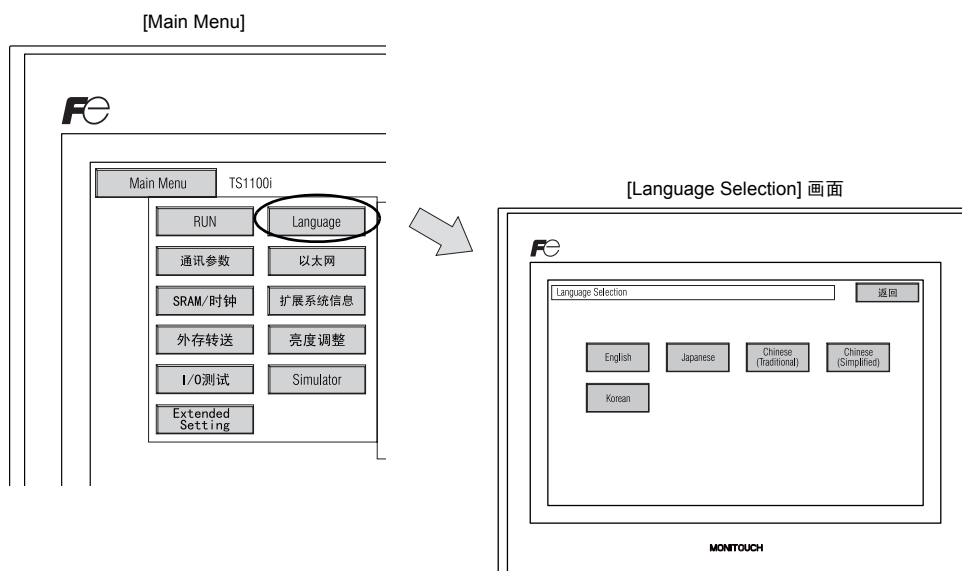 [Main Menu]
Fe
Main Menu TS1100i
RUN Language
通讯参数 以太网
SRAM/时钟 扩展系统信息
外存转送 亮度调整
I/O测试 Simulator
Extended
Setting
[Language Selection] 画面
Fe
Language Selection 返回
English Japanese Chinese
(Traditional) Chinese
(Simplified)
Korean
MONITOUCH